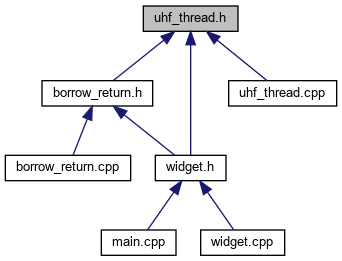 uhf_thread.h
borrow_return.h
uhf_thread.cpp
borrow_return.cpp
widget.h
main.cpp
widget.cpp